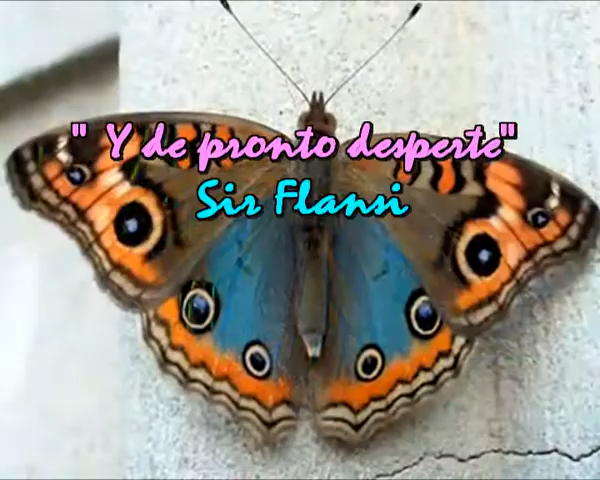 " Y de pronto desperte"
Sir Flansi